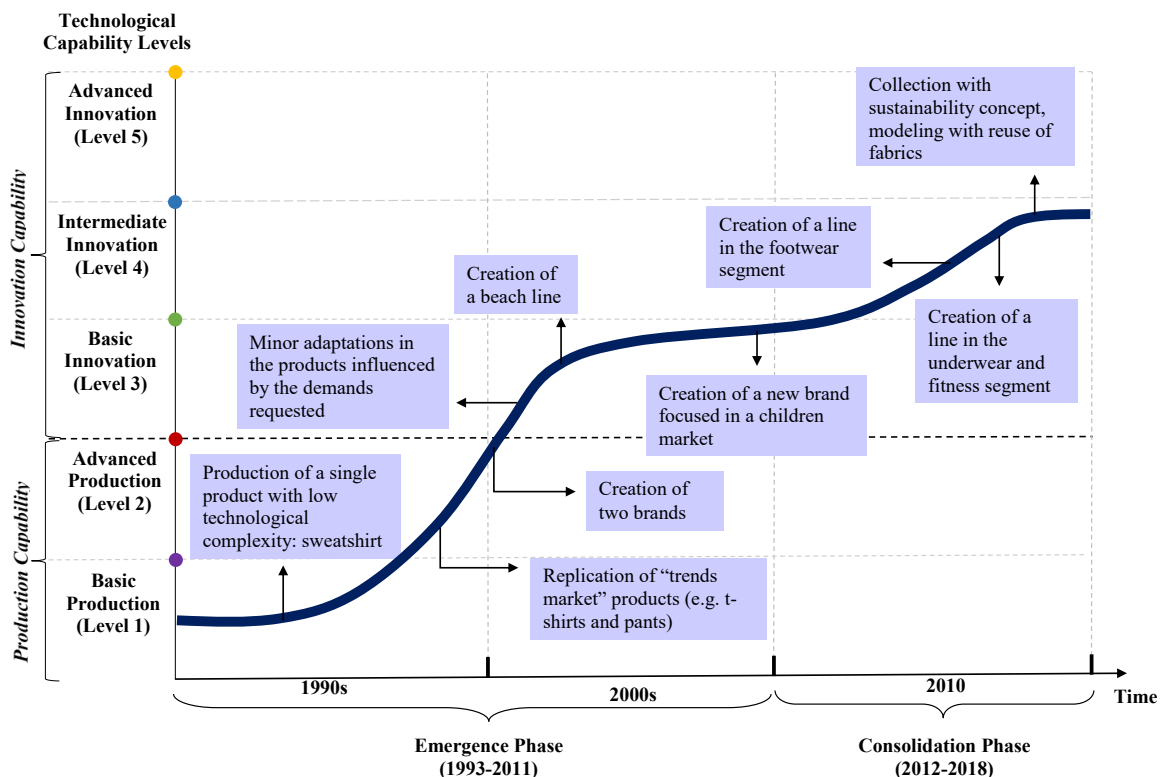 Technological
Capability Levels
Innovation Capability
Production Capability
Advanced
Innovation
(Level 5)
Intermediate
Innovation
(Level 4)
Basic
Innovation
(Level 3)
Advanced
Production
(Level 2)
Basic
Production
(Level 1)
Collection with
sustainability concept,
modeling with reuse of
fabrics
Creation of a line
in the footwear
segment
Creation of
a beach line
Creation of a
line in the
underwear and
fitness segment
Minor adaptations in
the products influenced
by the demands
requested
Creation of a new brand
focused in a children
market
Production of a single
product with low
technological
complexity: sweatshirt
Creation of
two brands
Replication of “trends
market” products (e.g. t-
shirts and pants)
1990s
2000s
2010
Time
Emergence Phase
(1993-2011)
Consolidation Phase
(2012-2018)